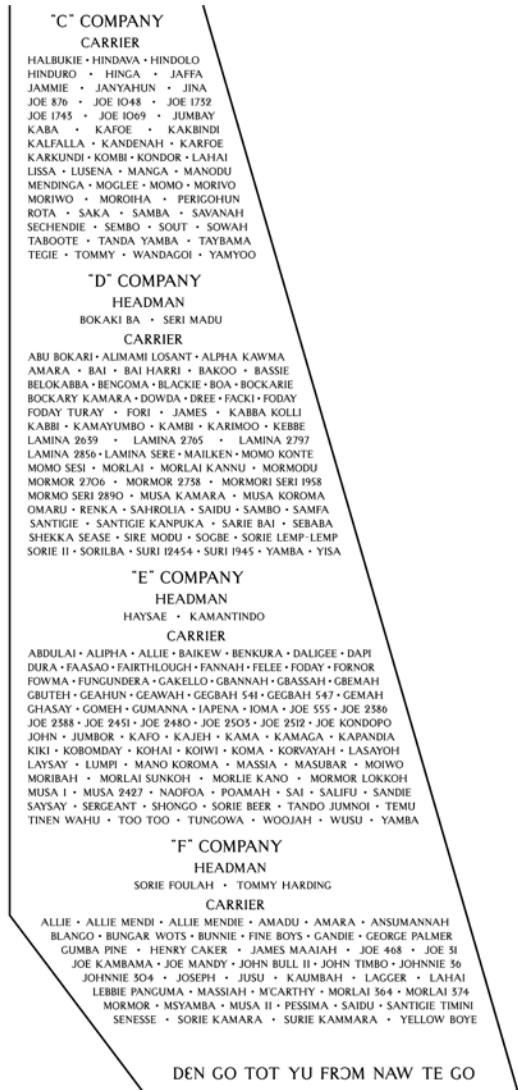 "C" COMPANY
CARRIER
HALBUKIE • HINDAVA • HINDOLO
HINDURO • HINGA • JAFFA
JAMMIE • JANYAHUN • JINA
JOE 876 • JOE 1048 • JOE 1732
JOE 1743 • JOE 1069 • JUMBAY
KABA • KAFOE • KAKBINDI
KALFALLA • KANDENAH • KARFOE
KARKUNDI • KOMBI • KONDOR • LAHAI
LISSA • LUSENA • MANGA • MANODU
MENDINGA • MOGLEE • MOMO • MORIVO
MORIWO • MOROIHA • PERIGOHUN
ROTA • SAKA • SAMBA • SAVANAH
SECHENDIE • SEMBO • SOUT • SOWAH
TABOOTE • TANDA YAMBA • TAYBAMA
TEGIE • TOMMY • WANDAGOI • YAMYOO
"D" COMPANY
HEADMAN
BOKAKI BA • SERI MADU
CARRIER
ABU BOKARI • ALIMAMI LOSANT • ALPHA KAWMA
AMARA • BAI • BAI HARRI • BAKOO • BASSIE
BELOKABBA • BENGOMA • BLACKIE • BOA • BOCKARIE
BOCKARY KAMARA • DOWDA • DREE • FACKI • FODAY
FODAY TURAY • FORI • JAMES • KABBA KOLLI
KABBI • KAMAYUMBO • KAMBI • KARIMOO • KEBBE
LAMINA 2639 • LAMINA 2765 • LAMINA 2797
LAMINA 2856 • LAMINA SERE • MAILKEN • MOMO KONTE
MOMO SESI • MORLAI • MORLAI KANNU • MORMODU
MORMOR 2706 • MORMOR 2738 • MORMORI SERI 1958
MORMO SERI 2890 • MUSA KAMARA • MUSA KOROMA
OMARU • RENKA • SAHROLIA • SAIDU • SAMBO • SAMFA
SANTIGIE • SANTIGIE KANPUKA • SARIE BAI • SEBABA
SHEKKA SEASE • SIRE MODU • SOGBE • SORIE LEMP-LEMP
SORIE II • SORILBA • SURI 12454 • SURI 1945 • YAMBA • YISA
"E" COMPANY
HEADMAN
HAYSAE • KAMANTINDO
CARRIER
ABDULAI • ALIPHA • ALLIE • BAIKEW • BENKURA • DALIGEE • DAPI
DURA • FAASAO • FAIRTHLOUGH • FANNAH • FELEE • FODAY • FORNOR
FOWMA • FUNGUNDERA • GAKELLO • GBANNAH • GBASSAH • GBEMAH
GBUTEH • GEAHUN • GEAWAH • GEGBAH 541 • GEGBAH 547 • GEMAH
GHASAY • GOMEH • GUMANNA • IAPENA • IOMA • JOE 555 • JOE 2386
JOE 2388 • JOE 2451 • JOE 2480 • JOE 2503 • JOE 2512 • JOE KONDOPO
JOHN • JUMBOR • KAFO • KAJEH • KAMA • KAMAGA • KAPANDIA
KIKI • KOBOMDAY • KOHAI • KOIWI • KOMA • KORVAYAH • LASAYOH
LAYSAY • LUMPI • MANO KOROMA • MASSIA • MASUBAR • MOIWO
MORIBAH • MORLAI SUNKOH • MORLIE KANO • MORMOR LOKKOH
MUSA 1 • MUSA 2427 • NAOFOA • POAMAH • SAI • SALIFU • SANDIE
SAYSAY • SERGEANT • SHONGO • SORIE BEER • TANDO JUMNOI • TEMU
TINEN WAHU • TOO TOO • TUNGOWA • WOOJAH • WUSU • YAMBA
"F" COMPANY
HEADMAN
SORIE FOULAH • TOMMY HARDING
CARRIER
ALLIE • ALLIE MENDI • ALLIE MENDIE • AMADU • AMARA • ANSUMANNAH
BLANGO • BUNGAR WOTS • BUNNIE • FINE BOYS • GANDIE • GEORGE PALMER
GUMBA PINE • HENRY CAKER • JAMES MAAIAH • JOE 468 • JOE 31
JOE KAMBAMA • JOE MANDY • JOHN BULL II • JOHN TIMBO • JOHNNIE 36
JOHNNIE 304 • JOSEPH • JUSU • KAUMBAH • LAGGER • LAHAI
LEBBIE PANGUMA • MASSIAH • M'CARTHY • MORLAI 364 • MORLAI 374
MORMOR • MSYAMBA • MUSA II • PESSIMA • SAIDU • SANTIGIE TIMINI
SENESSE • SORIE KAMARA • SURIE KAMMARA • YELLOW BOYE
DƐN GO TOT YU FRƆM NAW TE GO